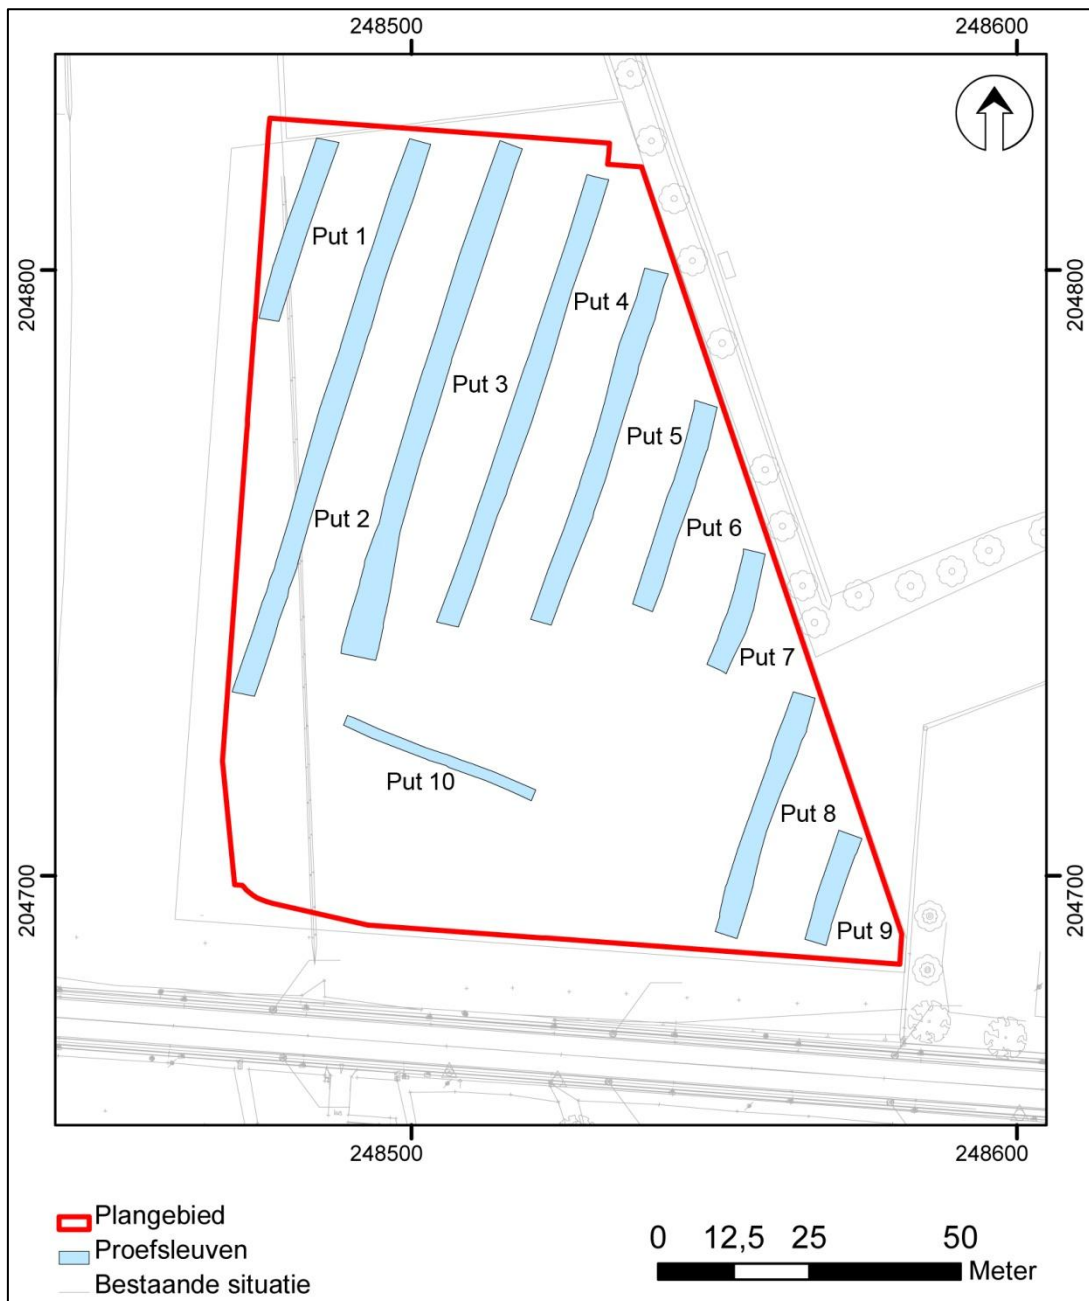 248500 248600
Put 1
204800 204800
Put 4
Put 3
Put 5
Put 2
Put 6
Put 7
Put 10
Put 8
204700 204700
Put 9
248500 248600
Plangebied
Proefsleuven
Bestaande situatie
0 12,5 25 50
Meter